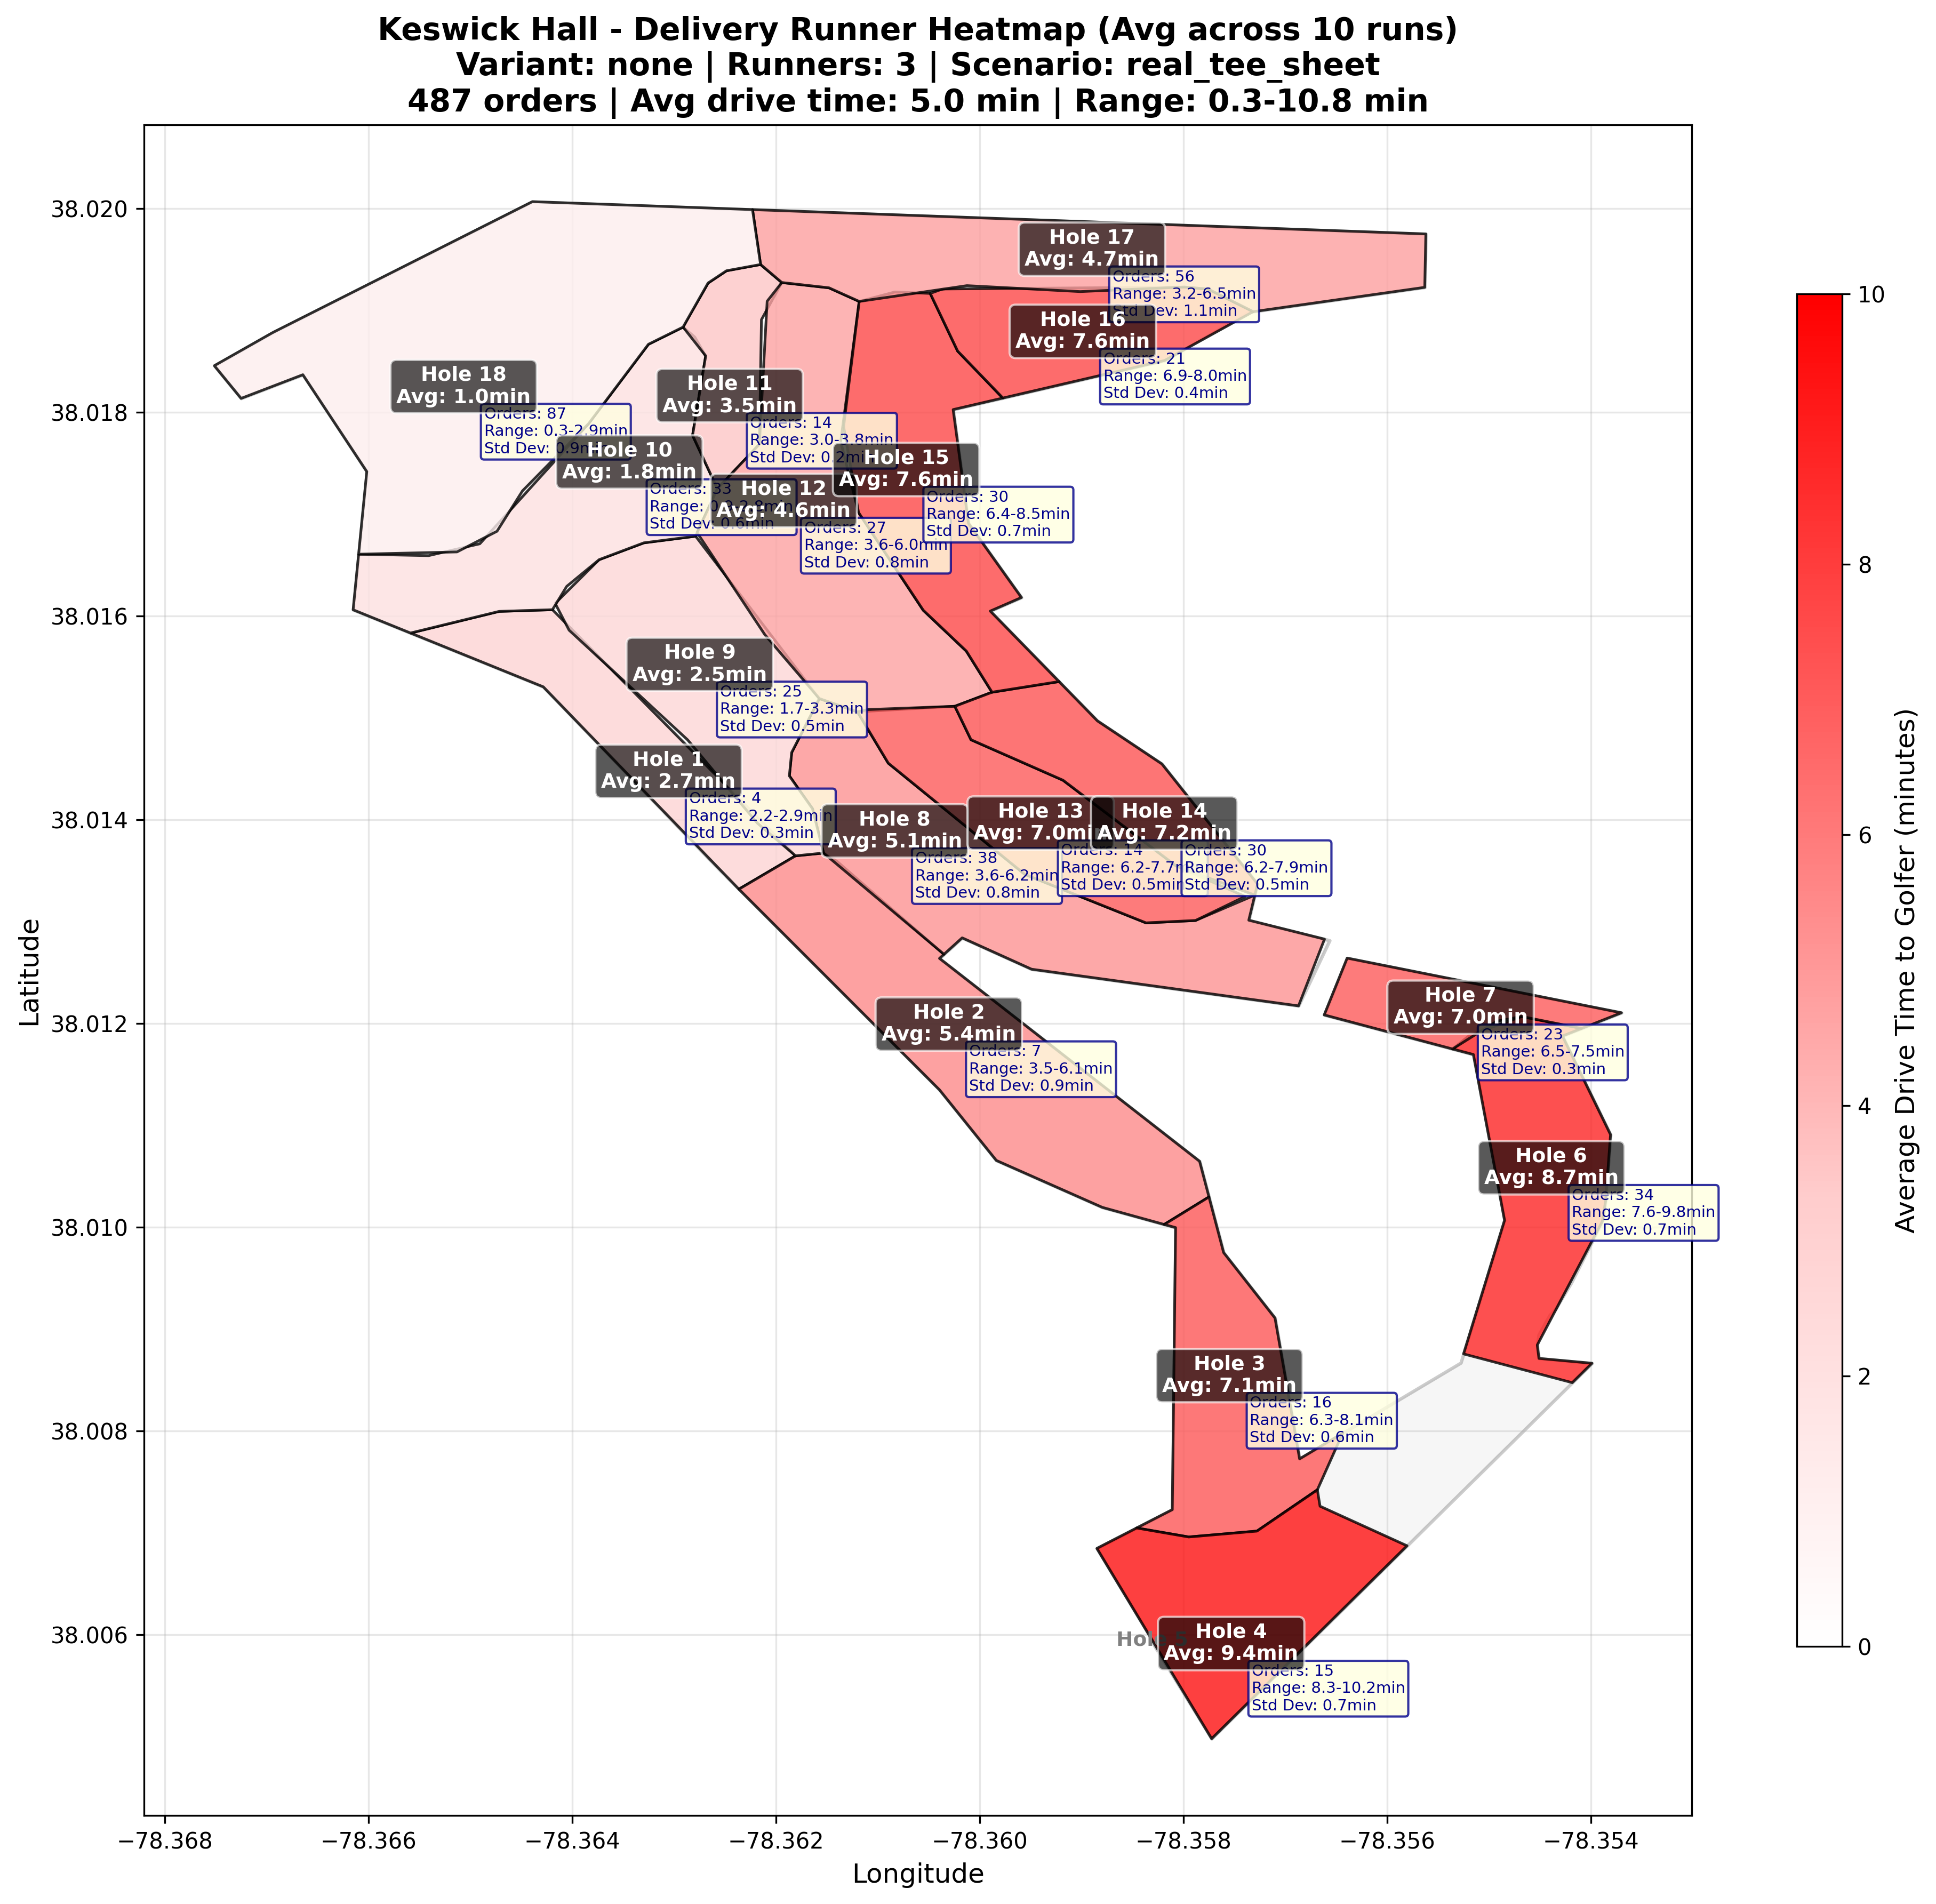 Keswick Hall - Delivery Runner Heatmap (Avg across 10 runs)
Variant: none | Runners: 3 | Scenario: real_tee_sheet
487 orders | Avg drive time: 5.0 min | Range: 0.3-10.8 min
Latitude
38.020
38.018
38.016
38.014
38.012
38.010
38.008
38.006
Hole 17
Avg: 4.7min
Orders: 56
Range: 3.2-6.5min
Std Dev: 1.1min
Hole 16
Avg: 7.6min
Orders: 21
Range: 6.9-8.0min
Std Dev: 0.4min
Hole 18
Avg: 1.0min
Orders: 87
Range: 0.3-2.9min
Std Dev: 0.9min
Hole 11
Avg: 3.5min
Orders: 14
Range: 3.0-3.8min
Std Dev: 0.2min
Hole 10
Avg: 1.8min
Orders: 33
Range:
Std Dev: 0.6min
Hole 15
Avg: 7.6min
Orders: 30
Range: 6.4-8.5min
Std Dev: 0.7min
Hole 12
Avg: 4.6min
Orders: 27
Range: 3.6-6.0min
Std Dev: 0.8min
Hole 9
Avg: 2.5min
Orders: 25
Range: 1.7-3.3min
Std Dev: 0.5min
Hole 1
Avg: 2.7min
Orders: 4
Range: 2.2-2.9min
Std Dev: 0.3min
Hole 8
Avg: 5.1min
Orders: 38
Range: 3.6-6.2min
Std Dev: 0.8min
Hole 13
Avg: 7.0min
Orders: 14
Range: 6.2-7.7min
Std Dev: 0.5min
Hole 14
Avg: 7.2min
Orders: 30
Range: 6.2-7.9min
Std Dev: 0.5min
Hole 2
Avg: 5.4min
Orders: 7
Range: 3.5-6.1min
Std Dev: 0.9min
Hole 7
Avg: 7.0min
Orders: 23
Range: 6.5-7.5min
Std Dev: 0.3min
Hole 6
Avg: 8.7min
Orders: 34
Range: 7.6-9.8min
Std Dev: 0.7min
Hole 3
Avg: 7.1min
Orders: 16
Range: 6.3-8.1min
Std Dev: 0.6min
Hole 5
Hole 4
Avg: 9.4min
Orders: 15
Range: 8.3-10.2min
Std Dev: 0.7min
−78.368
−78.366
−78.364
−78.362
−78.360
−78.358
−78.356
−78.354
Longitude
10
8
6
4
2
0
Average Drive Time to Golfer (minutes)